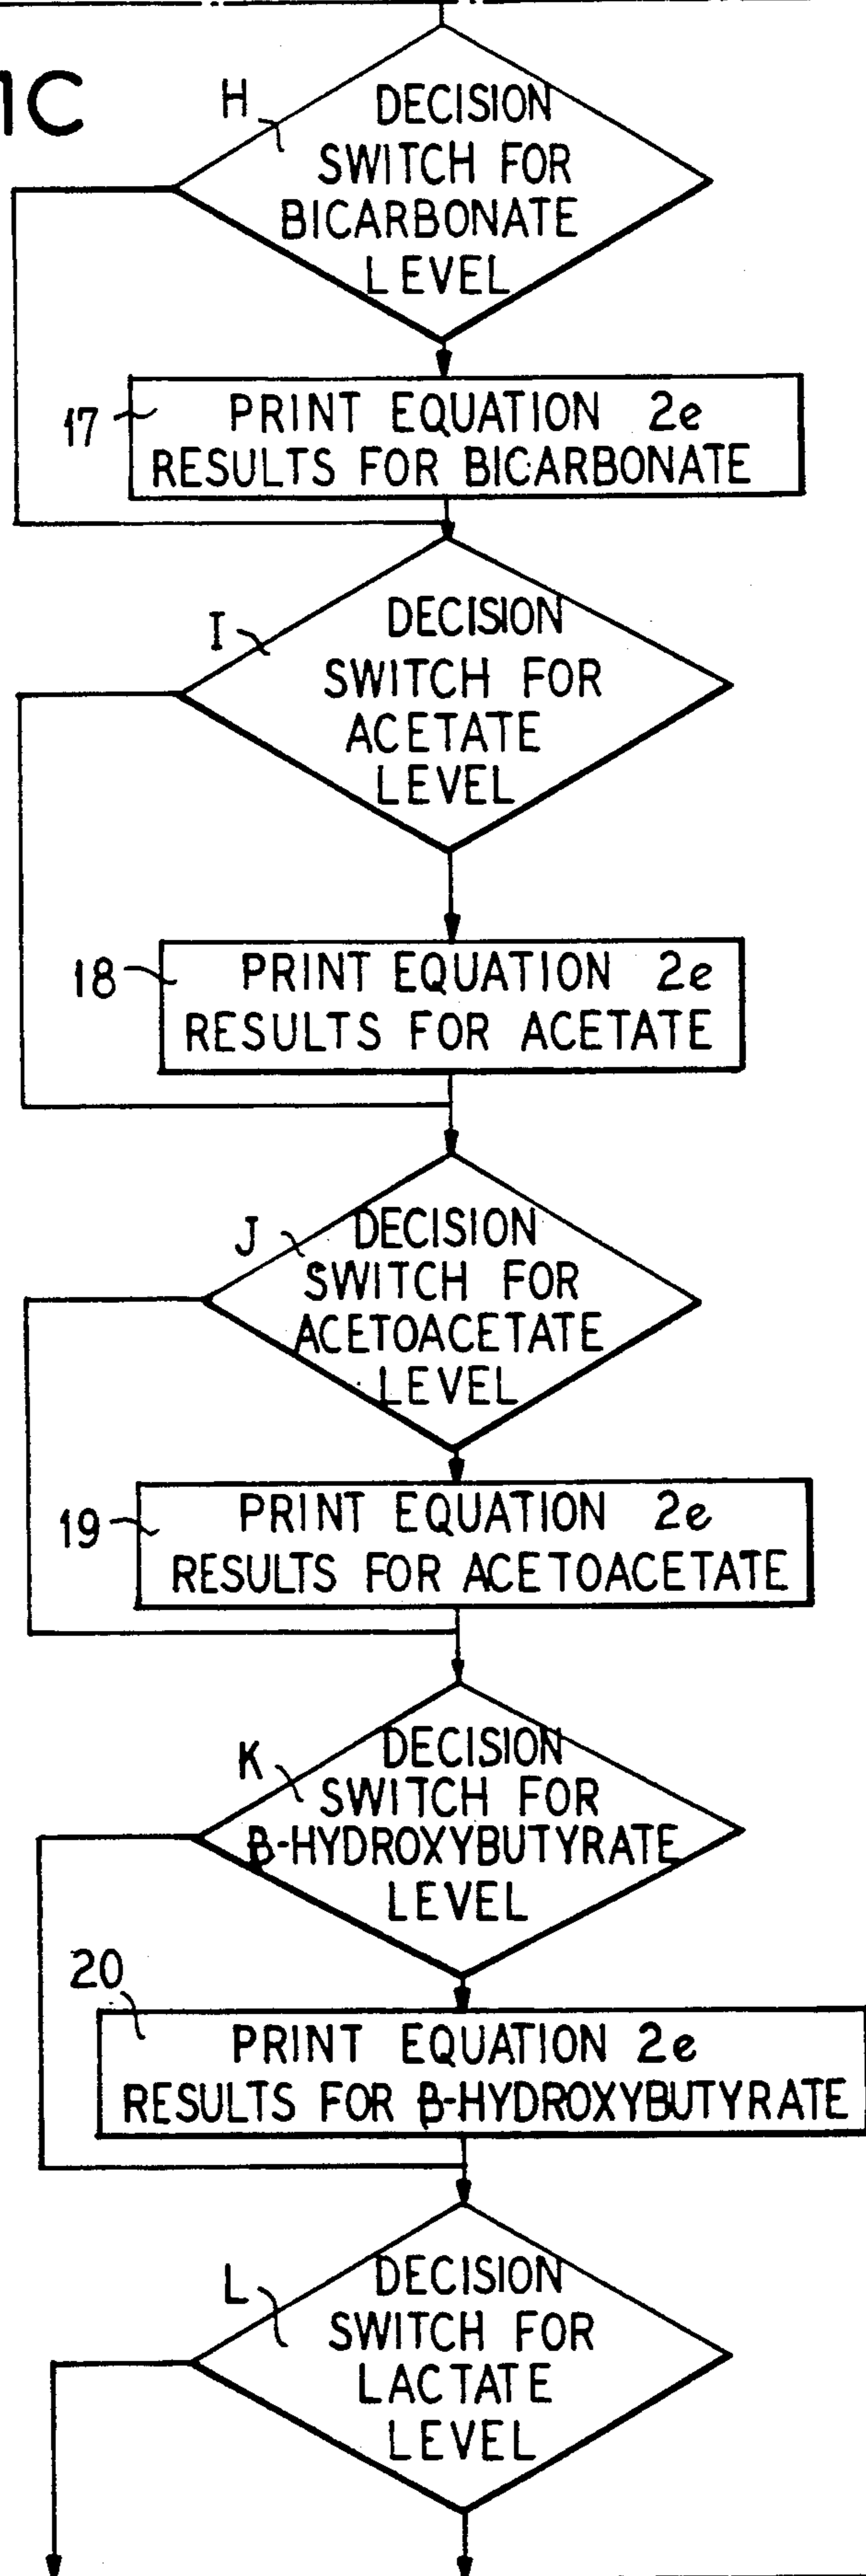 1C
H
DECISION
SWITCH FOR
BICARBONATE
LEVEL
17
PRINT EQUATION 2e
RESULTS FOR BICARBONATE
I
DECISION
SWITCH FOR
ACETATE
LEVEL
18
PRINT EQUATION 2e
RESULTS FOR ACETATE
J
DECISION
SWITCH FOR
ACETOACETATE
LEVEL
19
PRINT EQUATION 2e
RESULTS FOR ACETOACETATE
K
DECISION
SWITCH FOR
β-HYDROXYBUTYRATE
LEVEL
20
PRINT EQUATION 2e
RESULTS FOR β-HYDROXYBUTYRATE
L
DECISION
SWITCH FOR
LACTATE
LEVEL